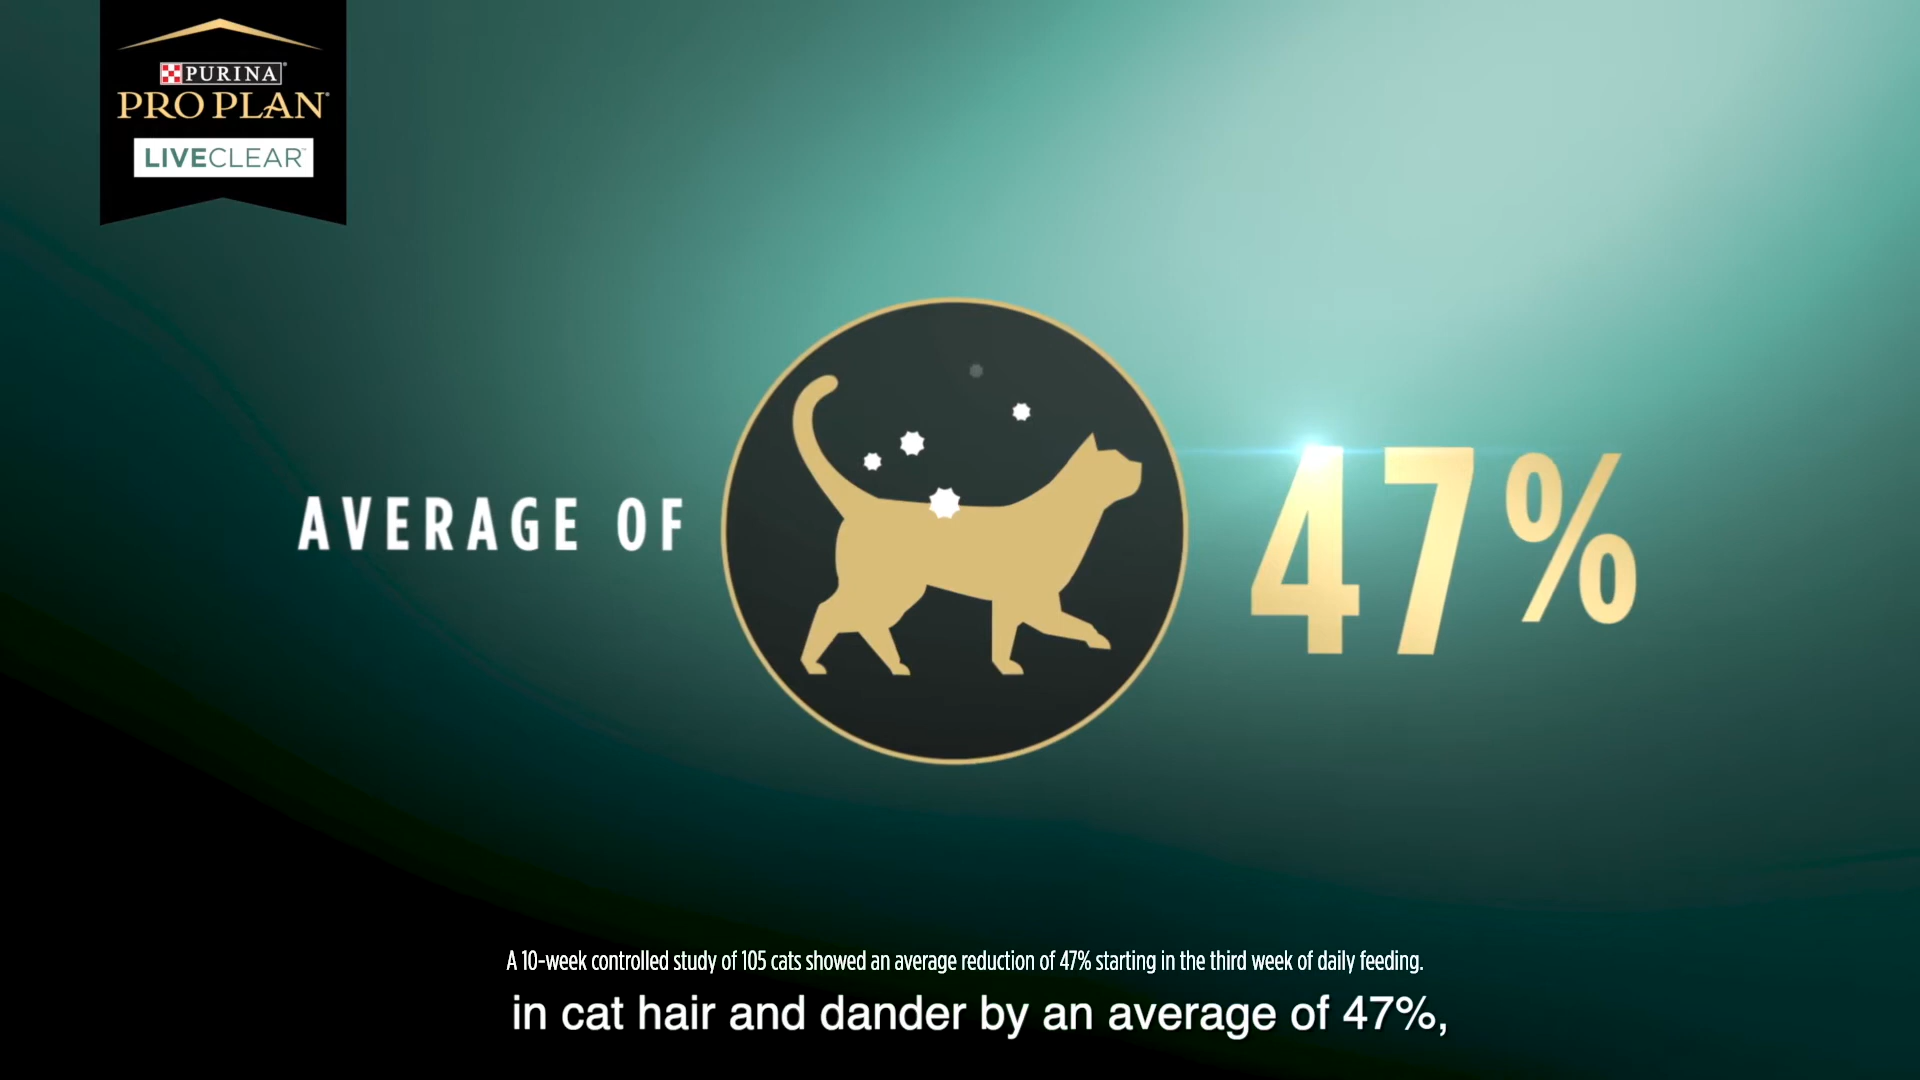 PURINA
PRO PLAN
LIVECLEAR™
AVERAGE OF
47%
A 10-week controlled study of 105 cats showed an average reduction of 47% starting in the third week of daily feeding.
in cat hair and dander by an average of 47%,